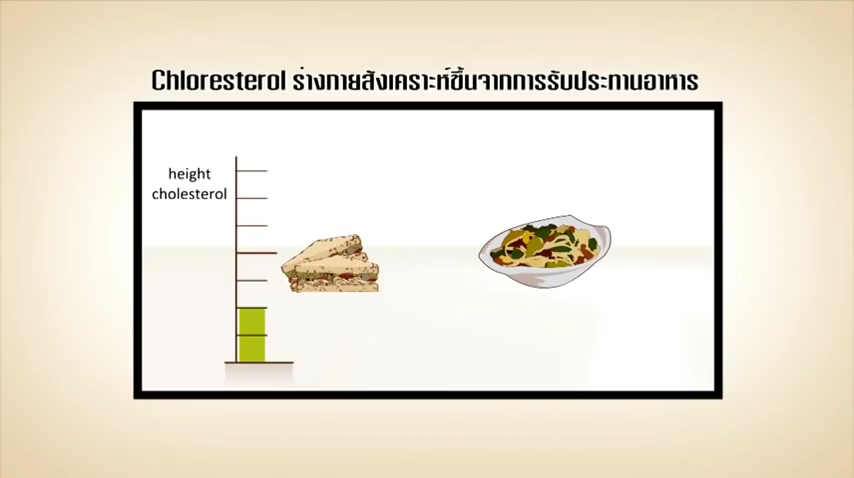 Chloresterol ร่างกายสังเคราะห์ขึ้นจากการรับประทานอาหาร
height
cholesterol